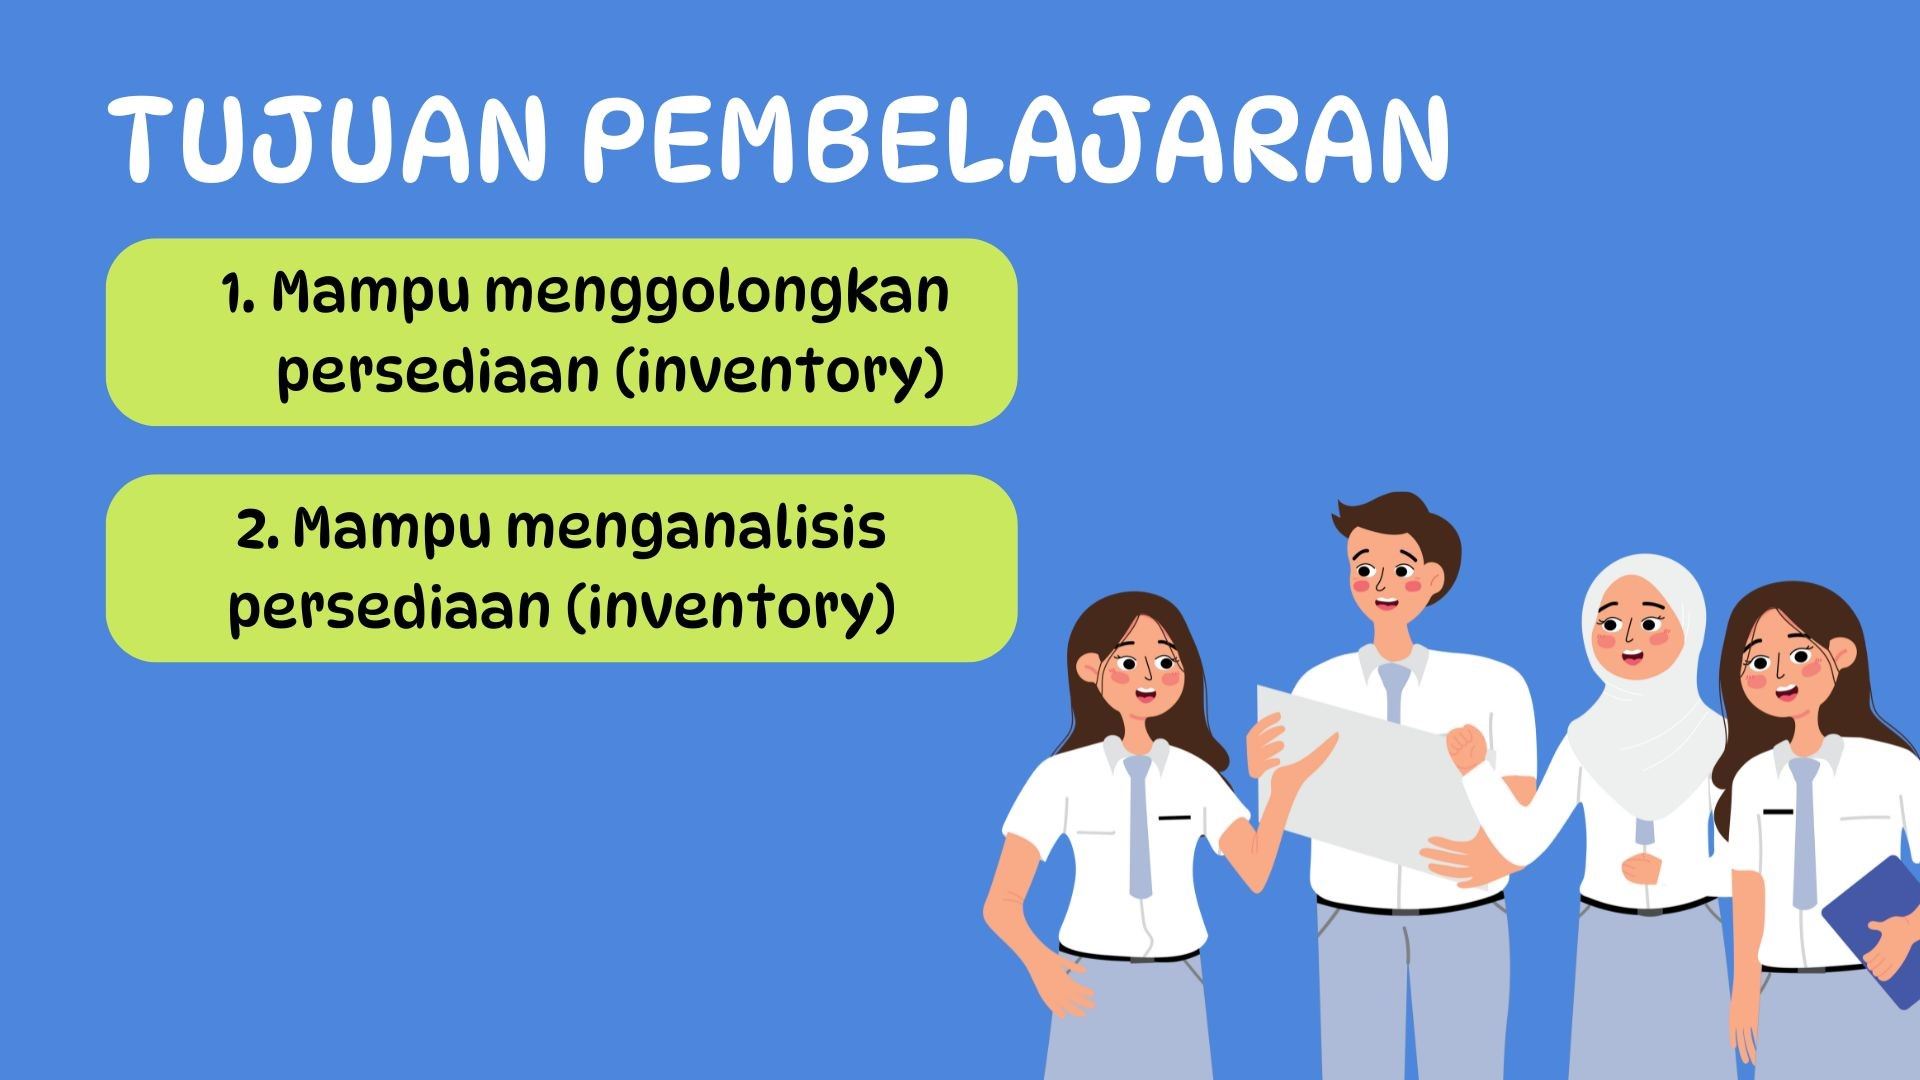 TUJUAN PEMBELAJARAN
1. Mampu menggolongkan
persediaan (inventory)
2. Mampu menganalisis
persediaan (inventory)